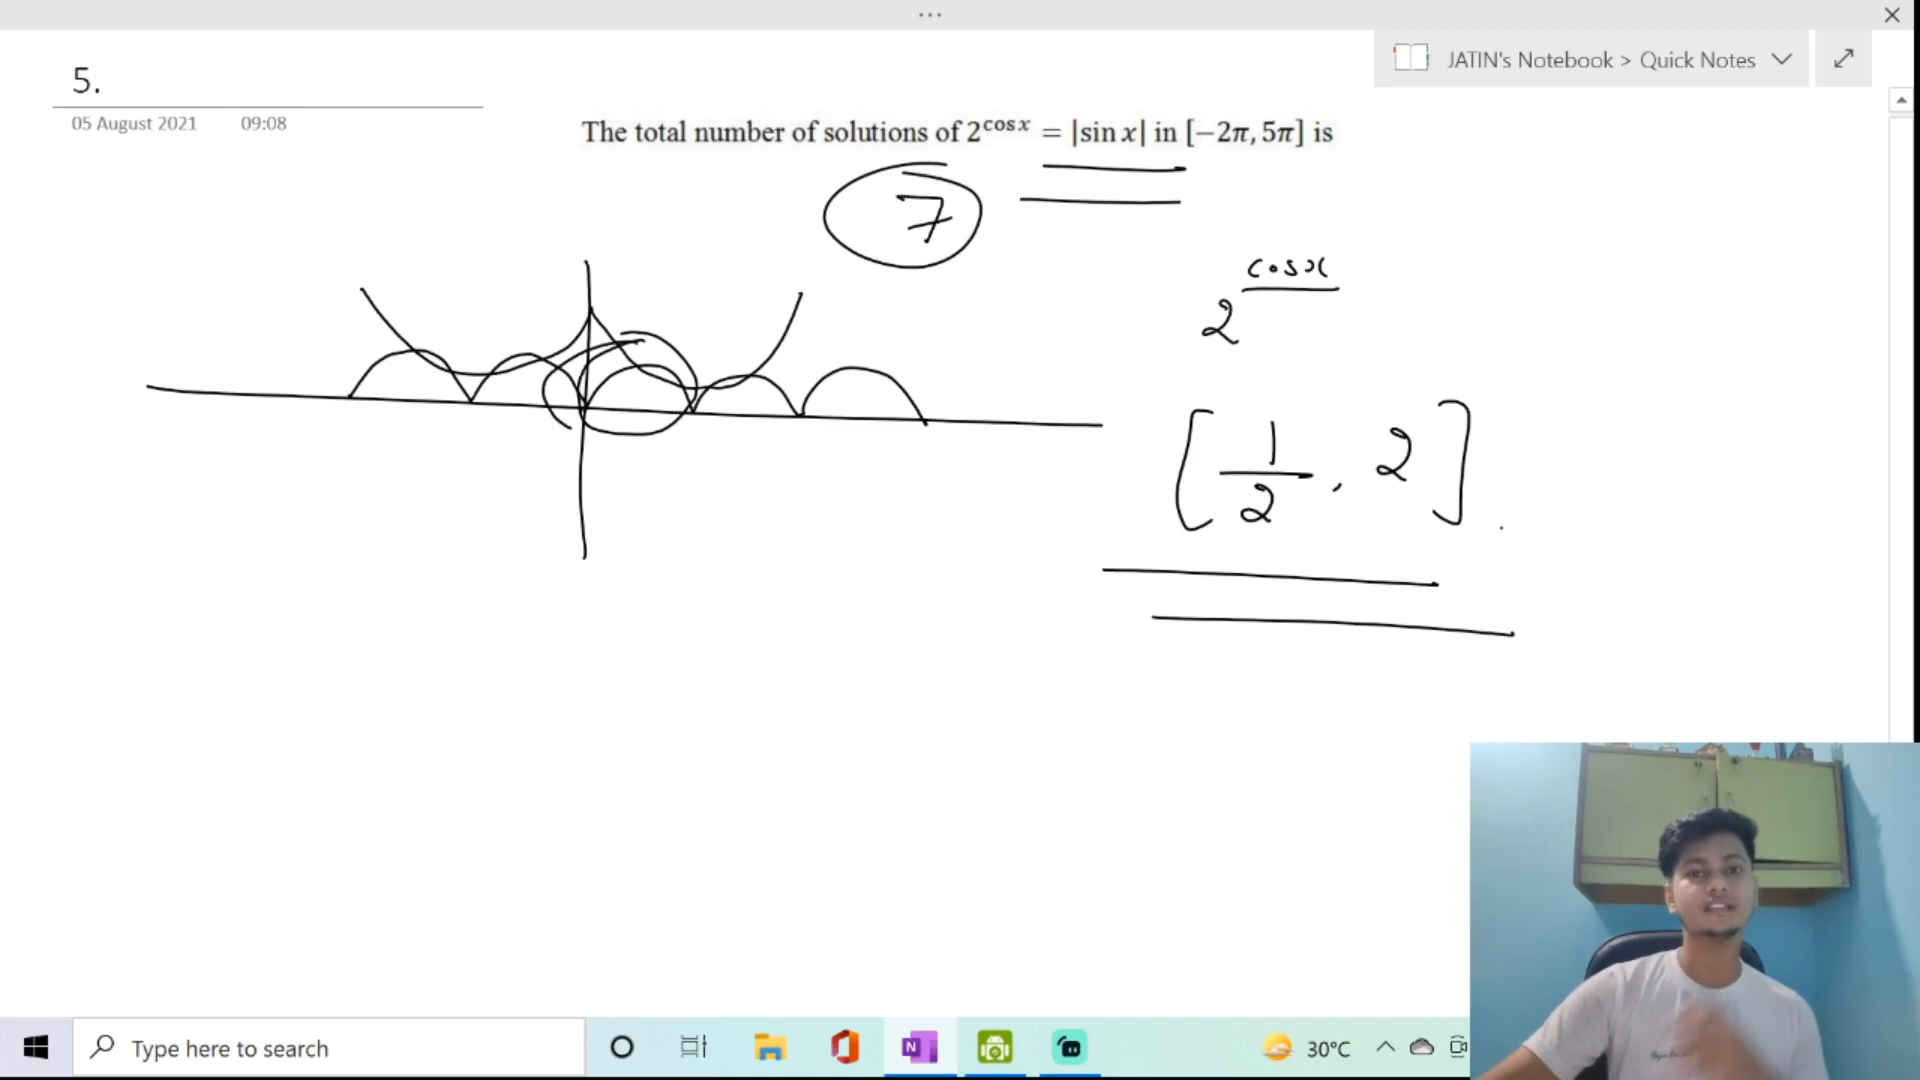 JATIN's Notebook > Quick Notes
5.
05 August 2021 09:08
The total number of solutions of 2^{cos x} = |sin x| in [−2π, 5π] is
7
2^{cosx}
[1/2, 2]
Type here to search
N
30°C